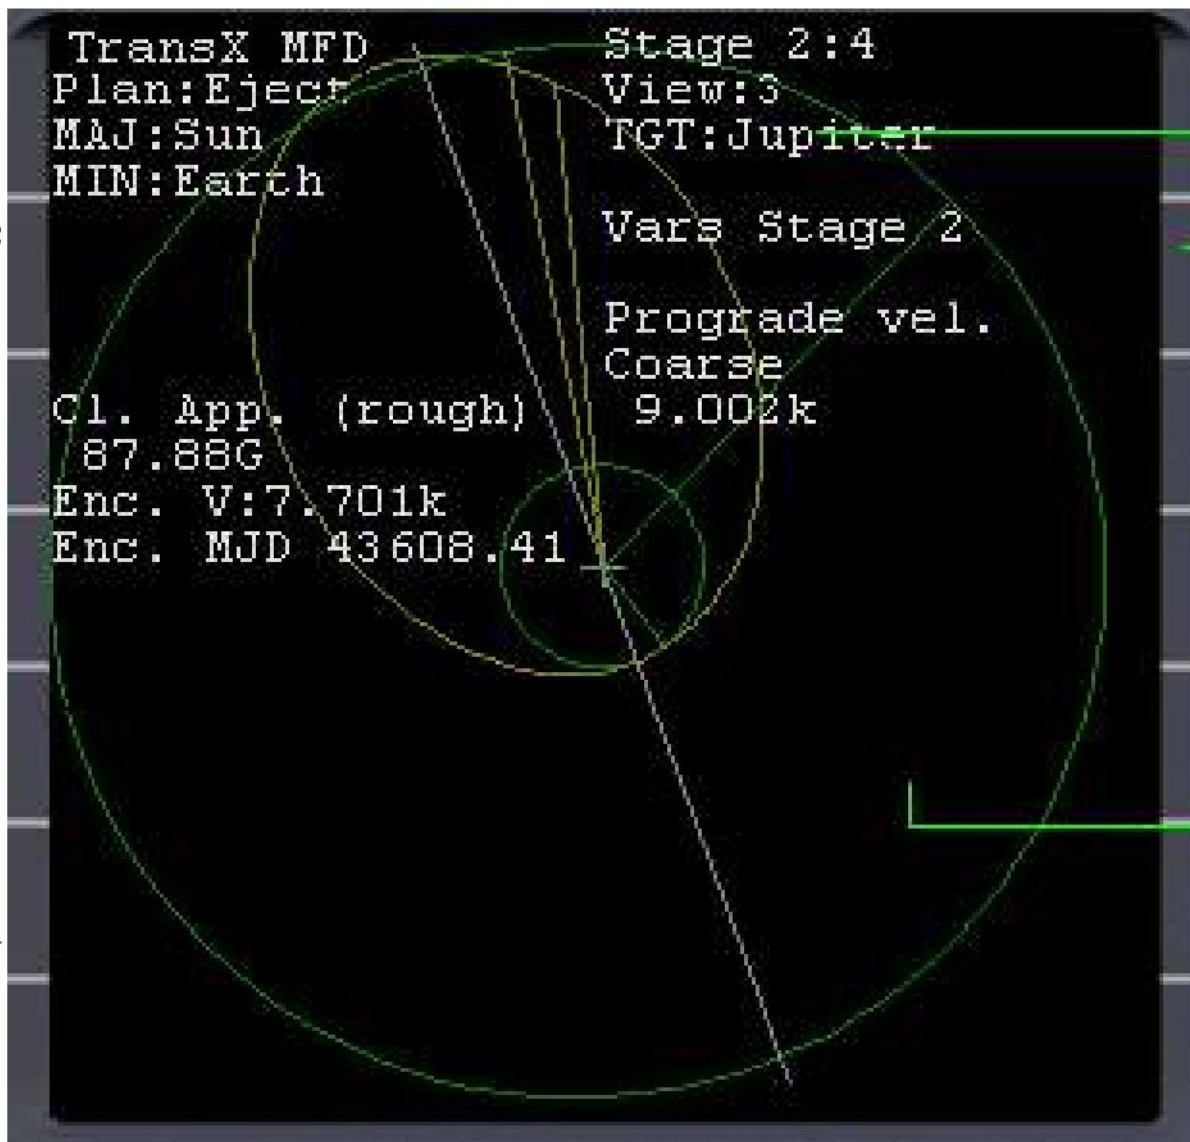 TransX MFD
Plan:Eject
MAJ:Sun
MIN:Earth
Stage 2:4
View:3
TGT:Jupiter
Vars Stage 2
Prograde vel.
Coarse
9.002k
Cl. App. (rough)
87.88G
Enc. V:7.701k
Enc. MJD 43608.41